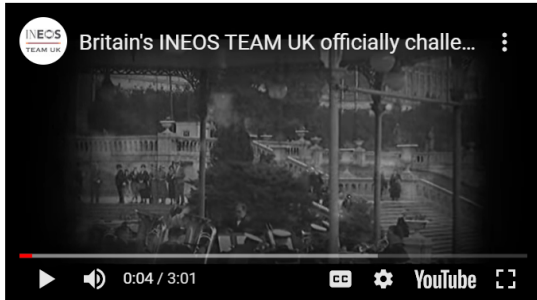 INEOS
TEAM UK
Britain's INEOS TEAM UK officially challe...
0:04 / 3:01
CC
YouTube